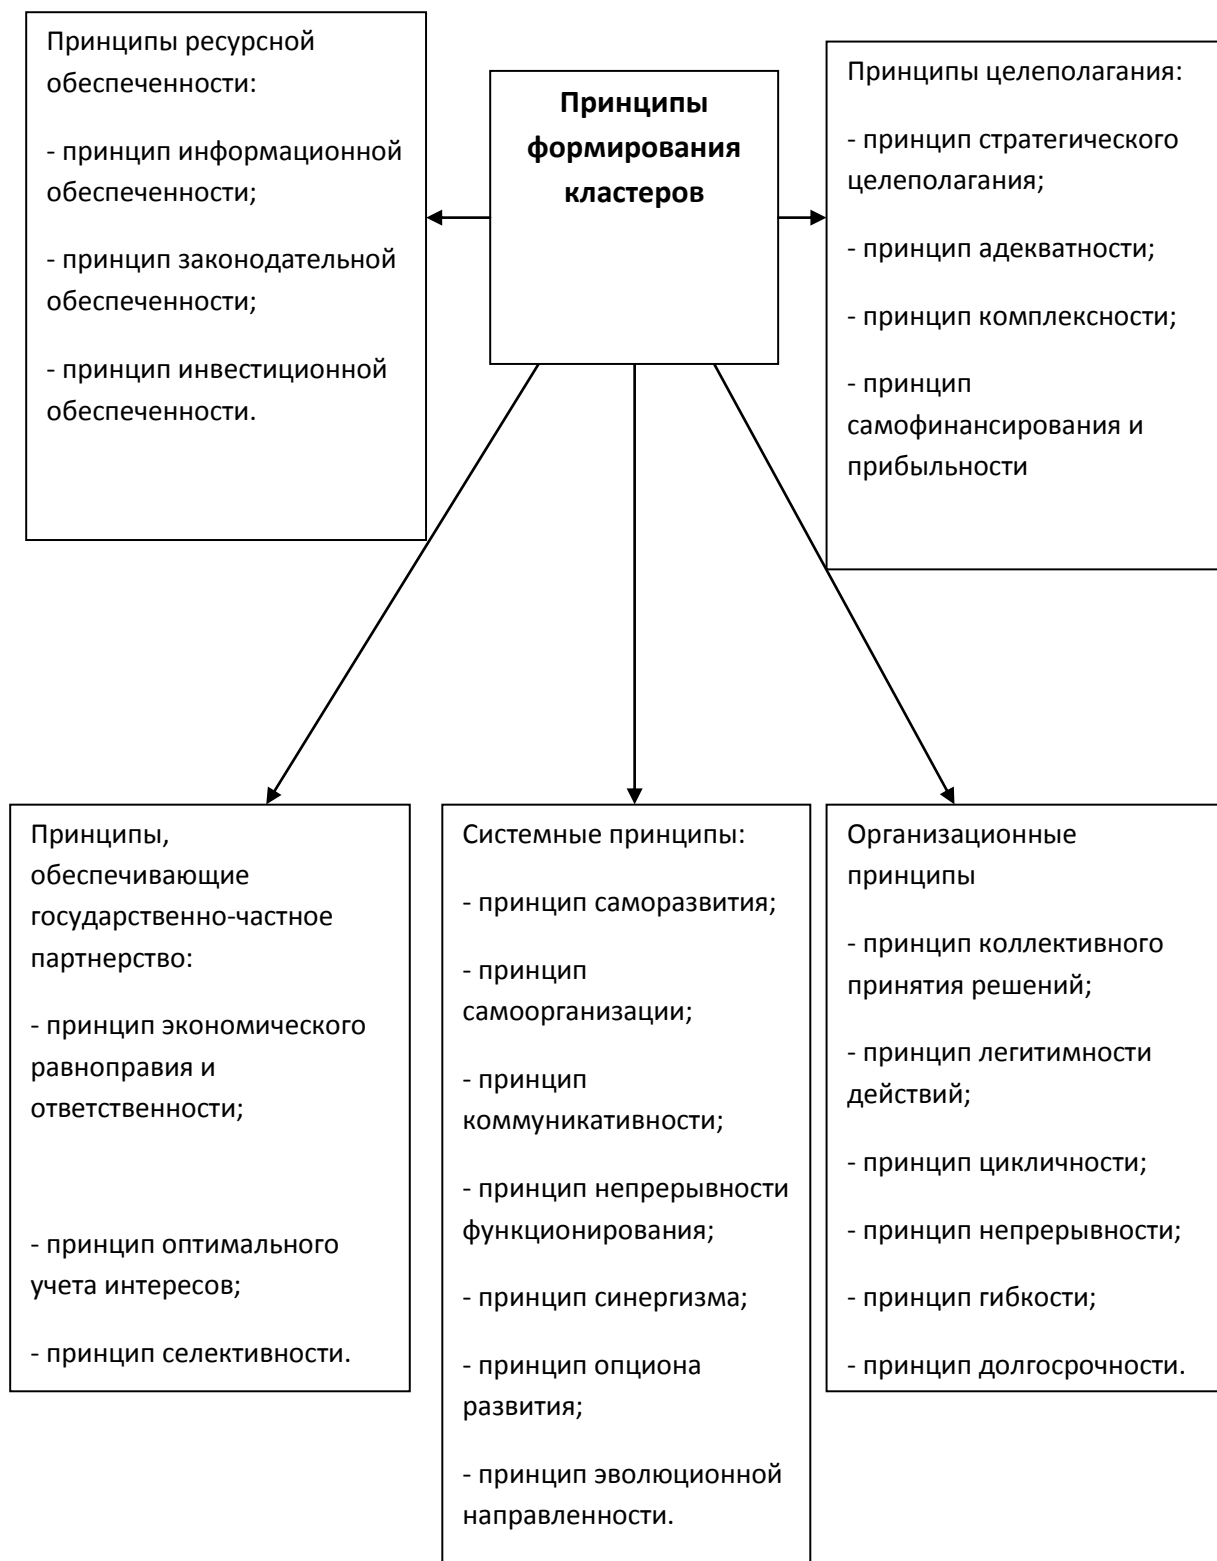 Принципы ресурсной
обеспеченности:
- принцип информационной
обеспеченности;
- принцип законодательной
обеспеченности;
- принцип инвестиционной
обеспеченности.
Принципы
формирования
кластеров
Принципы целеполагания:
- принцип стратегического
целеполагания;
- принцип адекватности;
- принцип комплексности;
- принцип
самофинансирования и
прибыльности
Принципы,
обеспечивающие
государственно-частное
партнерство:
- принцип экономического
равноправия и
ответственности;
- принцип оптимального
учета интересов;
- принцип селективности.
Системные принципы:
- принцип саморазвития;
- принцип
самоорганизации;
- принцип
коммуникативности;
- принцип непрерывности
функционирования;
- принцип синергизма;
- принцип опциона
развития;
- принцип эволюционной
направленности.
Организационные
принципы
- принцип коллективного
принятия решений;
- принцип легитимности
действий;
- принцип цикличности;
- принцип непрерывности;
- принцип гибкости;
- принцип долгосрочности.